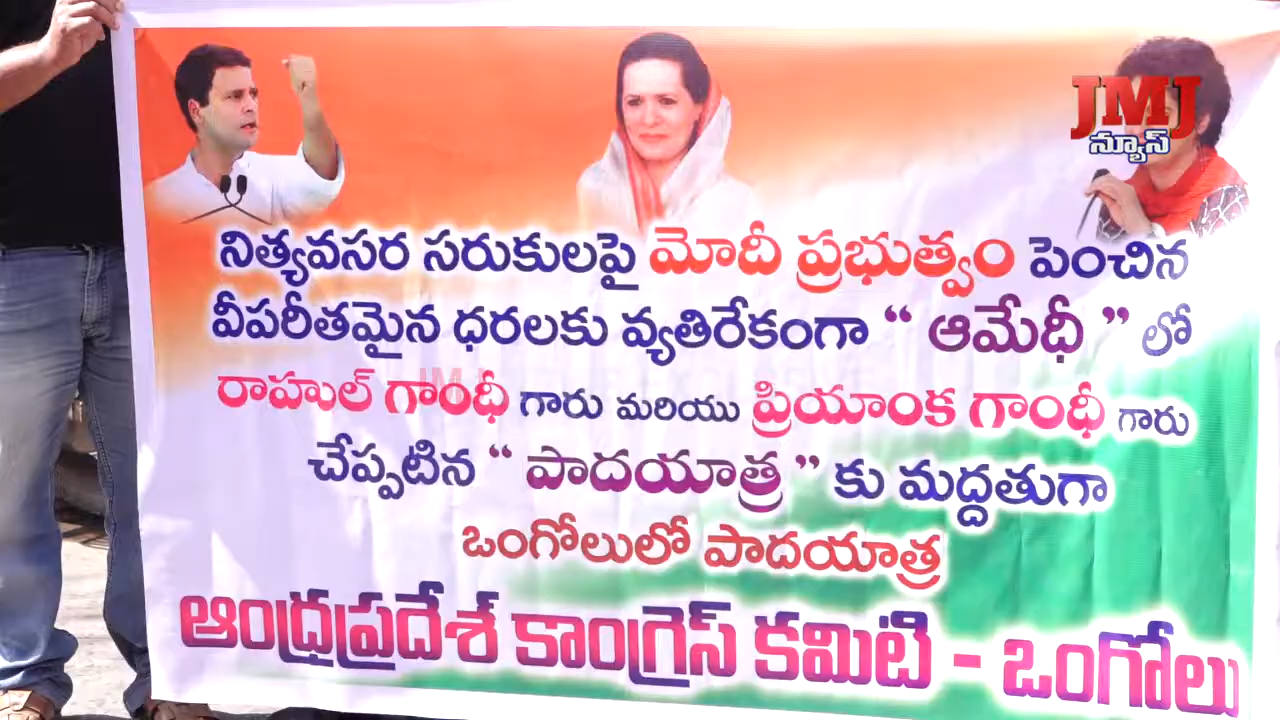 JMJ
న్యూస్
నిత్యవసర సరుకులపై మోదీ ప్రభుత్వం పెంచిన
వీపరీతమైన ధరలకు వ్యతిరేకంగా “ ఆమేధీ ” లో
రాహుల్ గాంధీ గారు మరియు ప్రియాంక గాంధీ గారు
చేప్పటిన “ పాదయాత్ర ” కు మద్దతుగా
ఒంగోలులో పాదయాత్ర
ఆంధ్రప్రదేశ్ కాంగ్రెస్ కమిటి - ఒంగోలు